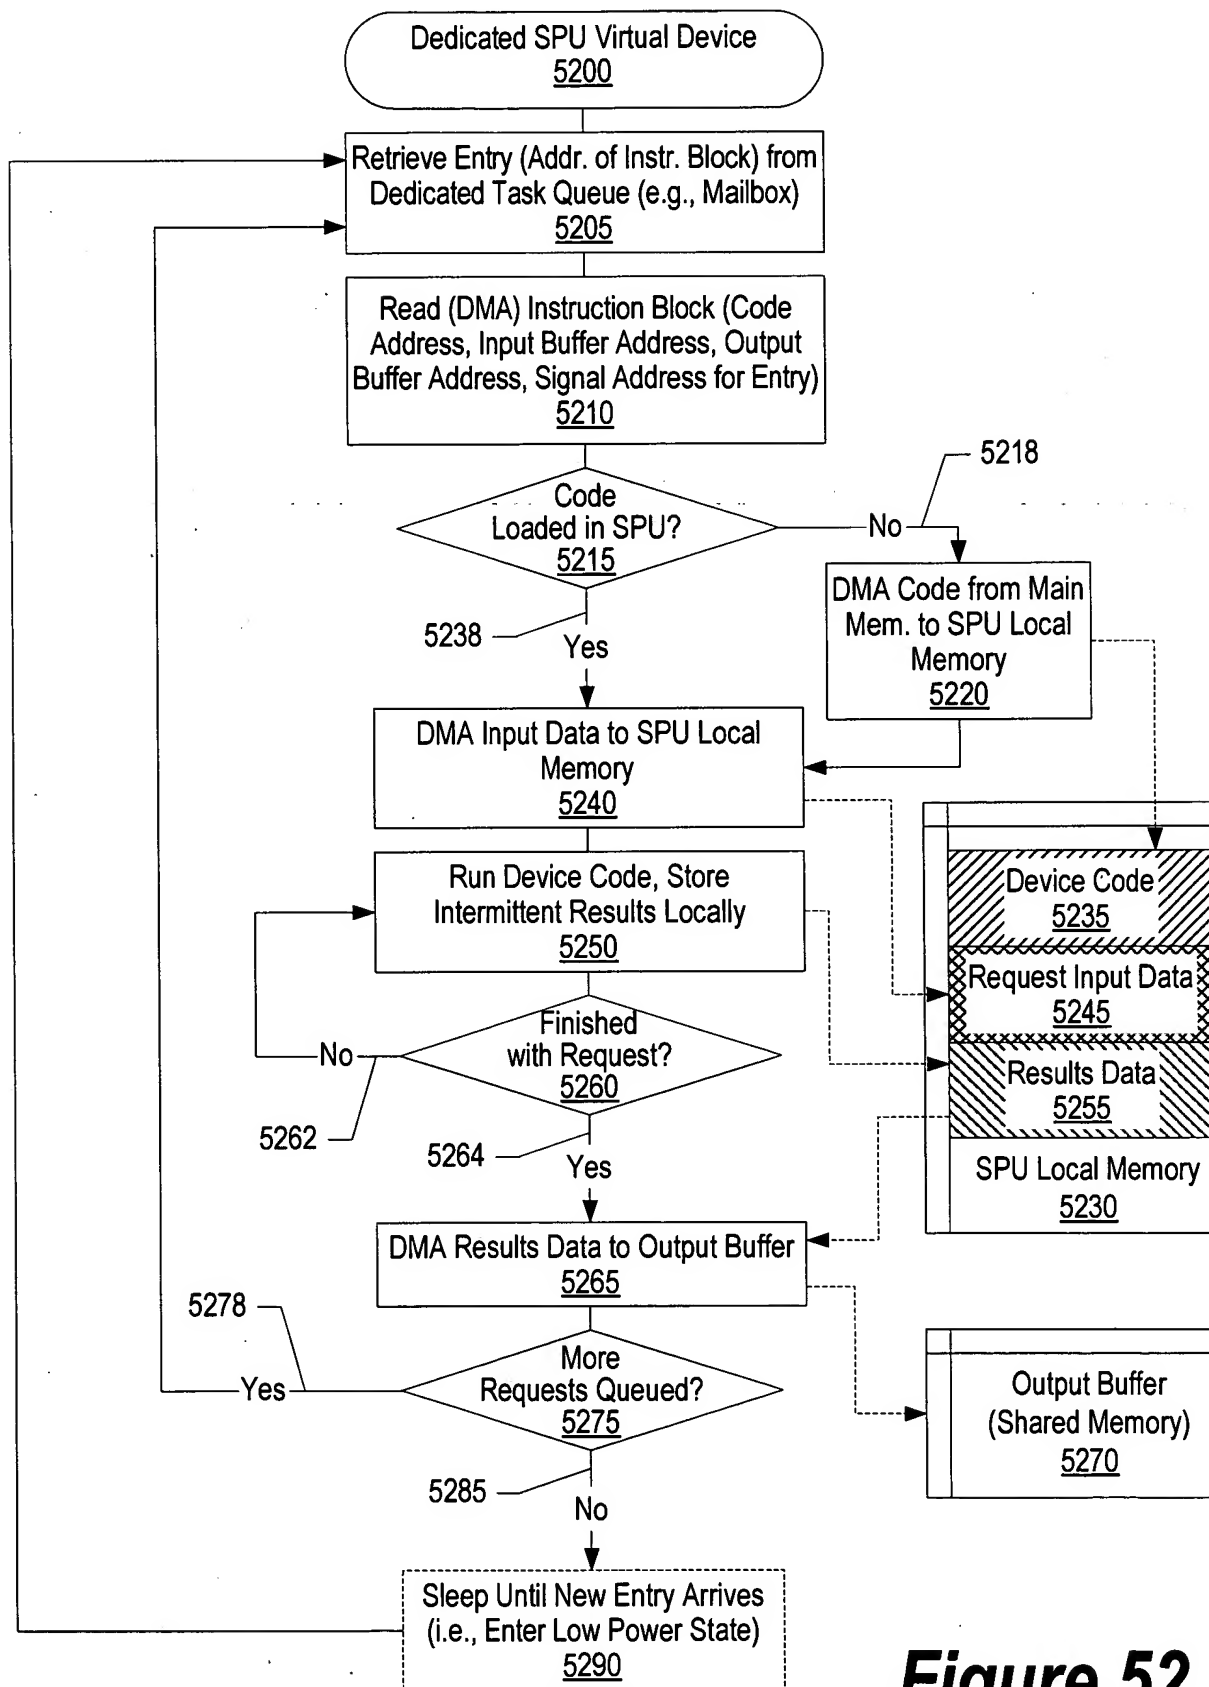 Dedicated SPU Virtual Device
5200
Retrieve Entry (Addr. of Instr. Block) from
Dedicated Task Queue (e.g., Mailbox)
5205
Read (DMA) Instruction Block (Code
Address, Input Buffer Address, Output
Buffer Address, Signal Address for Entry)
5210
5218
Code
Loaded in SPU?
5215
No
5238
Yes
DMA Code from Main
Mem. to SPU Local
Memory
5220
DMA Input Data to SPU Local
Memory
5240
Run Device Code, Store
Intermittent Results Locally
5250
Device Code
5235
Request Input Data
5245
Results Data
5255
SPU Local Memory
5230
Finished
with Request?
5260
No
5262
5264
Yes
DMA Results Data to Output Buffer
5265
5278
More
Requests Queued?
5275
Yes
Output Buffer
(Shared Memory)
5270
5285
No
Sleep Until New Entry Arrives
(i.e., Enter Low Power State)
5290
Figure 52